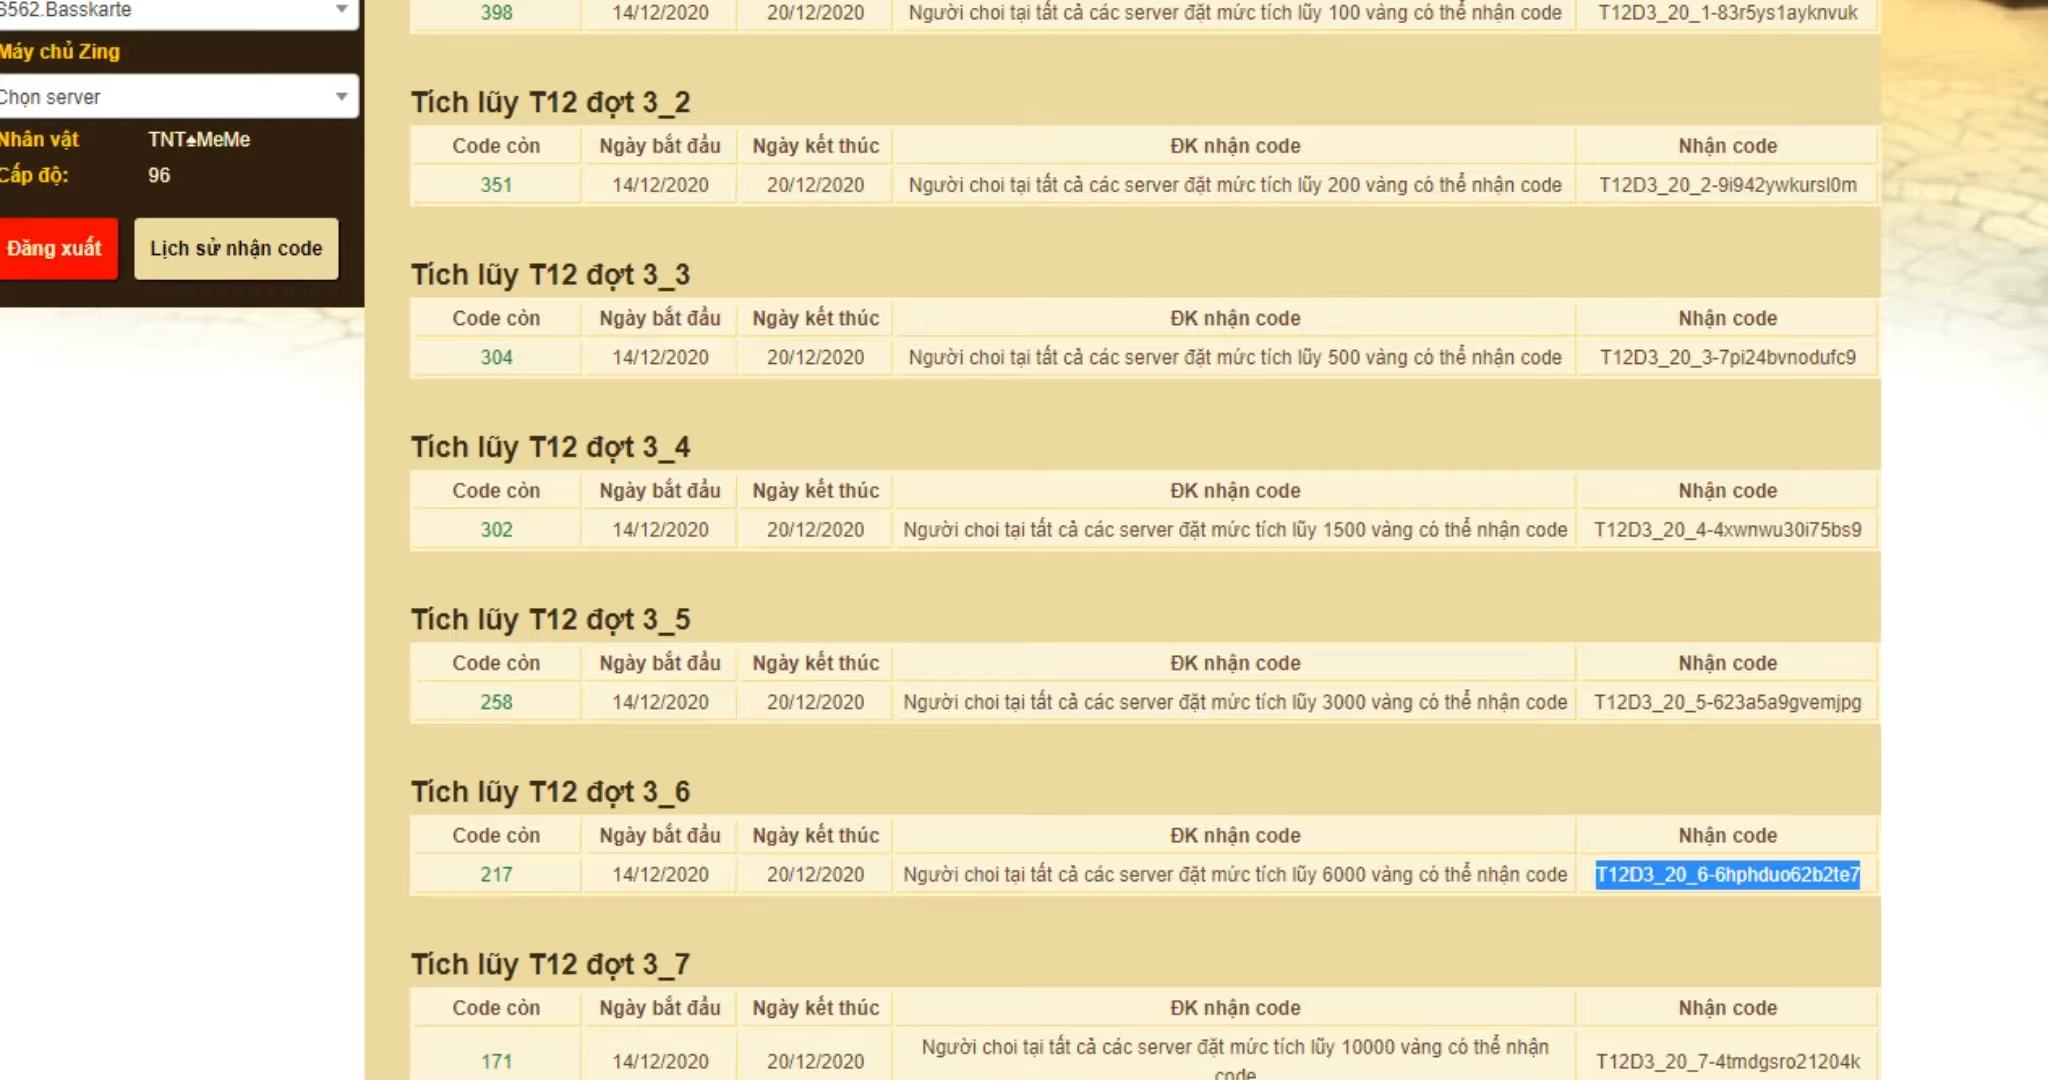 S562.Basskarte
Máy chủ Zing
Chọn server
Nhân vật TNT♠MeMe
Cấp độ: 96
Đăng xuất Lịch sử nhận code
398 14/12/2020 20/12/2020 Người choi tại tất cả các server đặt mức tích lũy 100 vàng có thể nhận code T12D3_20_1-83r5ys1ayknvuk
Tích lũy T12 đợt 3_2
Code còn Ngày bắt đầu Ngày kết thúc ĐK nhận code Nhận code
351 14/12/2020 20/12/2020 Người choi tại tất cả các server đặt mức tích lũy 200 vàng có thể nhận code T12D3_20_2-9i942ywkursl0m
Tích lũy T12 đợt 3_3
Code còn Ngày bắt đầu Ngày kết thúc ĐK nhận code Nhận code
304 14/12/2020 20/12/2020 Người choi tại tất cả các server đặt mức tích lũy 500 vàng có thể nhận code T12D3_20_3-7pi24bvnodufc9
Tích lũy T12 đợt 3_4
Code còn Ngày bắt đầu Ngày kết thúc ĐK nhận code Nhận code
302 14/12/2020 20/12/2020 Người choi tại tất cả các server đặt mức tích lũy 1500 vàng có thể nhận code T12D3_20_4-4xwnwu30i75bs9
Tích lũy T12 đợt 3_5
Code còn Ngày bắt đầu Ngày kết thúc ĐK nhận code Nhận code
258 14/12/2020 20/12/2020 Người choi tại tất cả các server đặt mức tích lũy 3000 vàng có thể nhận code T12D3_20_5-623a5a9gvemjpg
Tích lũy T12 đợt 3_6
Code còn Ngày bắt đầu Ngày kết thúc ĐK nhận code Nhận code
217 14/12/2020 20/12/2020 Người choi tại tất cả các server đặt mức tích lũy 6000 vàng có thể nhận code T12D3_20_6-6hphduo62b2te7
Tích lũy T12 đợt 3_7
Code còn Ngày bắt đầu Ngày kết thúc ĐK nhận code Nhận code
171 14/12/2020 20/12/2020 Người choi tại tất cả các server đặt mức tích lũy 10000 vàng có thể nhận T12D3_20_7-4tmdgsro21204k
code